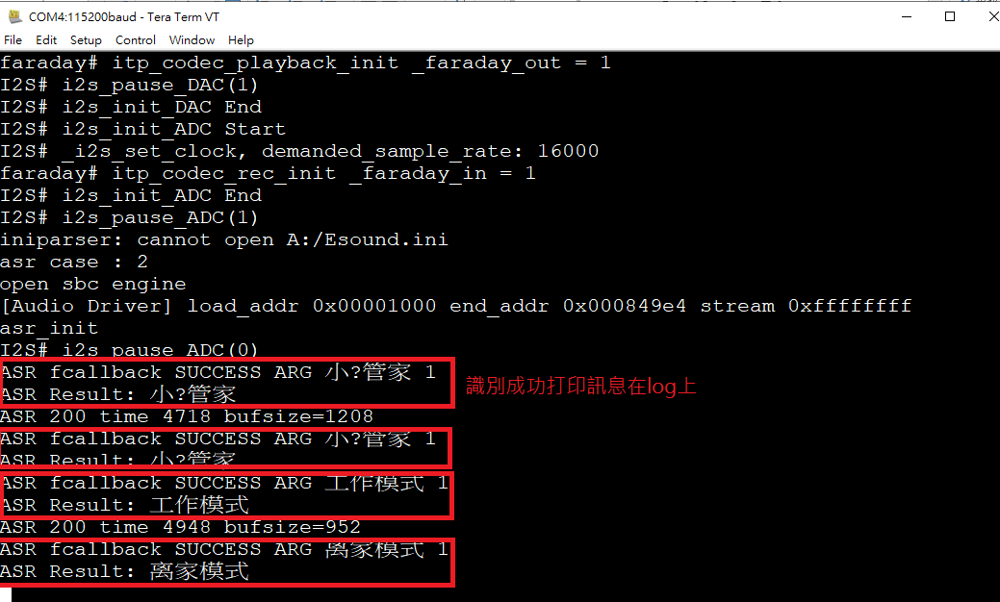 COM4:115200baud - Tera Term VT
File Edit Setup Control Window Help
faraday# itp_codec_playback_init _faraday_out = 1
I2S# i2s_pause_DAC(1)
I2S# i2s_init_DAC End
I2S# i2s_init_ADC Start
I2S# _i2s_set_clock, demanded_sample_rate: 16000
faraday# itp_codec_rec_init _faraday_in = 1
I2S# i2s_init_ADC End
I2S# i2s_pause_ADC(1)
iniparser: cannot open A:/Esound.ini
asr case : 2
open sbc engine
[Audio Driver] load_addr 0x00001000 end_addr 0x000849e4 stream 0xffffffff
asr_init
I2S# i2s_pause_ADC(0)
ASR fcallback SUCCESS ARG 小?管家 1
識別成功打印訊息在log上
ASR Result: 小?管家
ASR 200 time 4718 bufsize=1208
ASR fcallback SUCCESS ARG 小?管家 1
ASR Result: 小?管家
ASR fcallback SUCCESS ARG 工作模式 1
ASR Result: 工作模式
ASR 200 time 4948 bufsize=952
ASR fcallback SUCCESS ARG 离家模式 1
ASR Result: 离家模式